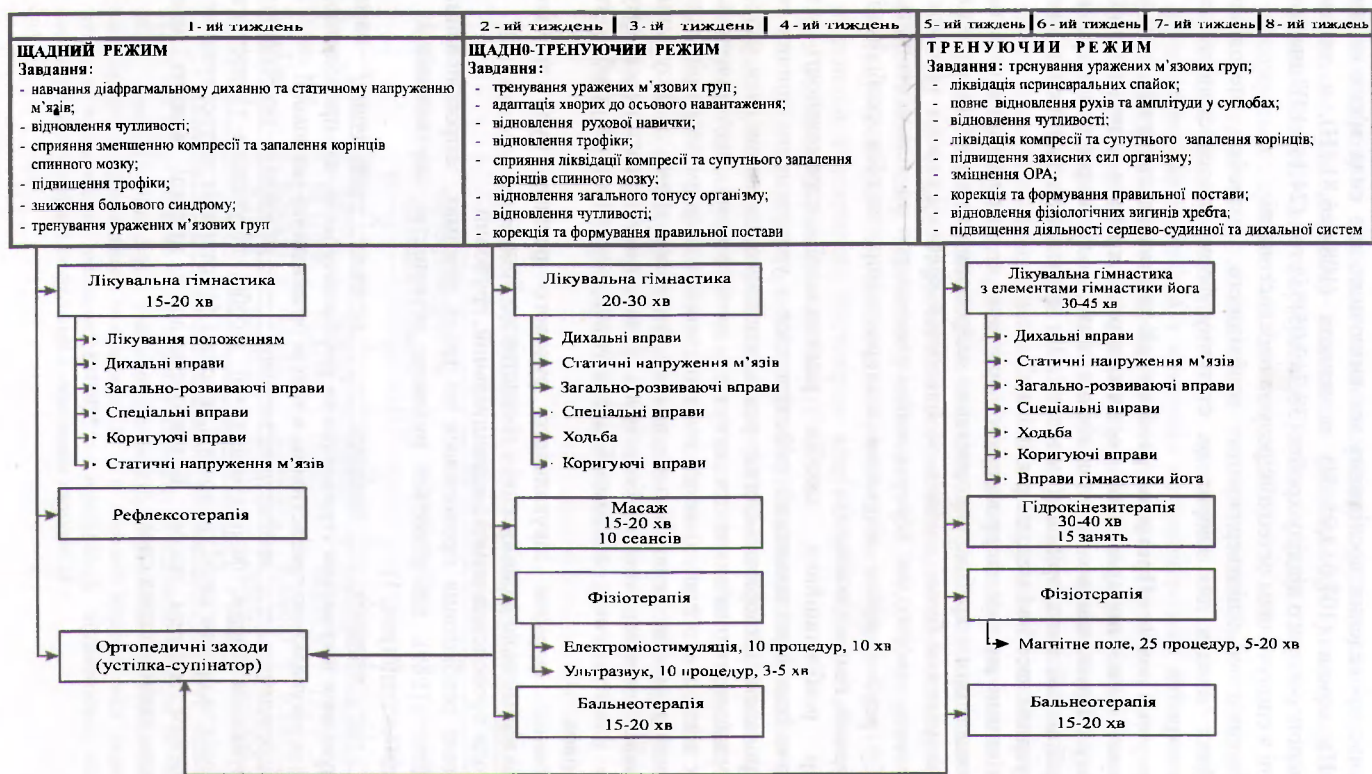 1- ий тиждень
2 - ий тиждень
3 - ій тиждень
4 - ий тиждень
5- ий тиждень
6 - ий тиждень
7- ий тиждень
8 - ий тиждень
ЩАДНИЙ РЕЖИМ
Завдання:
- навчання діафрагмальному диханню та статичному напруженню
м’язів;
- відновлення чутливості;
- сприяння зменшенню компресії та запалення корінців
спинного мозку;
- підвищення трофіки;
- зниження больового синдрому;
- тренування уражених м’язових груп
ЩАДНО-ТРЕНУЮЧИЙ РЕЖИМ
Завдання:
- тренування уражених м’язових груп;
- адаптація хворих до осьового навантаження;
- відновлення рухової навички;
- відновлення трофіки;
- сприяння ліквідації компресії та супутнього запалення
корінців спинного мозку;
- відновлення загального тонусу організму;
- відновлення чутливості;
- корекція та формування правильної постави
ТРЕНУЮЧИЙ РЕЖИМ
Завдання: тренування уражених м’язових груп;
- ліквідація периневральних спайок;
- повне відновлення рухів та амплітуди у суглобах;
- відновлення чутливості;
- ліквідація компресії та супутнього запалення корінців;
- підвищення захисних сил організму;
- зміцнення ОРА;
- корекція та формування правильної постави;
- відновлення фізіологічних вигинів хребта;
- підвищення діяльності серцево-судинної та дихальної систем
Лікувальна гімнастика
15-20 хв
Лікування положенням
Дихальні вправи
Загально-розвиваючі вправи
Спеціальні вправи
Коригуючі вправи
Статичні напруження м’язів
Рефлексотерапія
Ортопедичні заходи
(устілка-супінатор)
Лікувальна гімнастика
20-30 хв
Дихальні вправи
Статичні напруження м’язів
Загально-розвиваючі вправи
Спеціальні вправи
Ходьба
Коригуючі вправи
Масаж
15-20 хв
10 сеансів
Фізіотерапія
Електроміостимуляція, 10 процедур, 10 хв
Ультразвук, 10 процедур, 3-5 хв
Бальнеотерапія
15-20 хв
Лікувальна гімнастика
з елементами гімнастики йога
30-45 хв
Дихальні вправи
Статичні напруження м’язів
Загально-розвиваючі вправи
Спеціальні вправи
Ходьба
Коригуючі вправи
Вправи гімнастики йога
Гідрокінезитерапія
30-40 хв
15 занять
Фізіотерапія
Магнітне поле, 25 процедур, 5-20 хв
Бальнеотерапія
15-20 хв